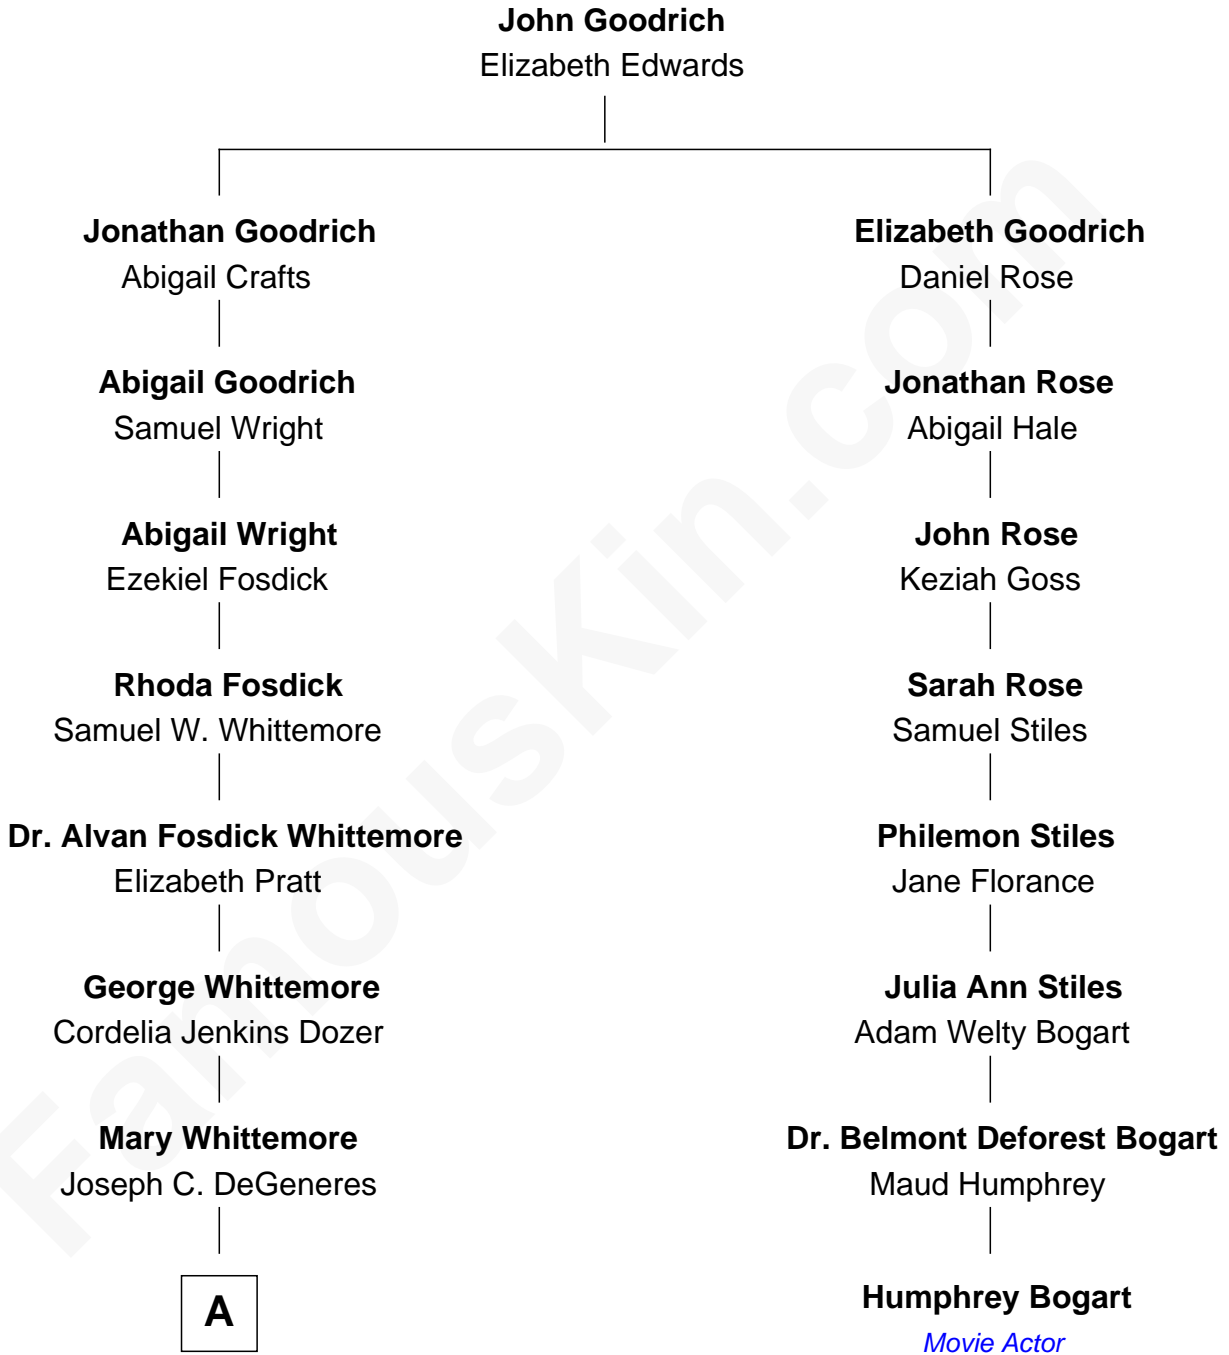 John Goodrich
Elizabeth Edwards
Jonathan Goodrich
Abigail Crafts
Elizabeth Goodrich
Daniel Rose
Abigail Goodrich
Samuel Wright
Jonathan Rose
Abigail Hale
Abigail Wright
Ezekiel Fosdick
John Rose
Keziah Goss
Rhoda Fosdick
Samuel W. Whittemore
Sarah Rose
Samuel Stiles
Dr. Alvan Fosdick Whittemore
Elizabeth Pratt
Philemon Stiles
Jane Florance
George Whittemore
Cordelia Jenkins Dozer
Julia Ann Stiles
Adam Welty Bogart
Mary Whittemore
Joseph C. DeGeneres
Dr. Belmont Deforest Bogart
Maud Humphrey
A
Humphrey Bogart
Movie Actor
FamousKin.com